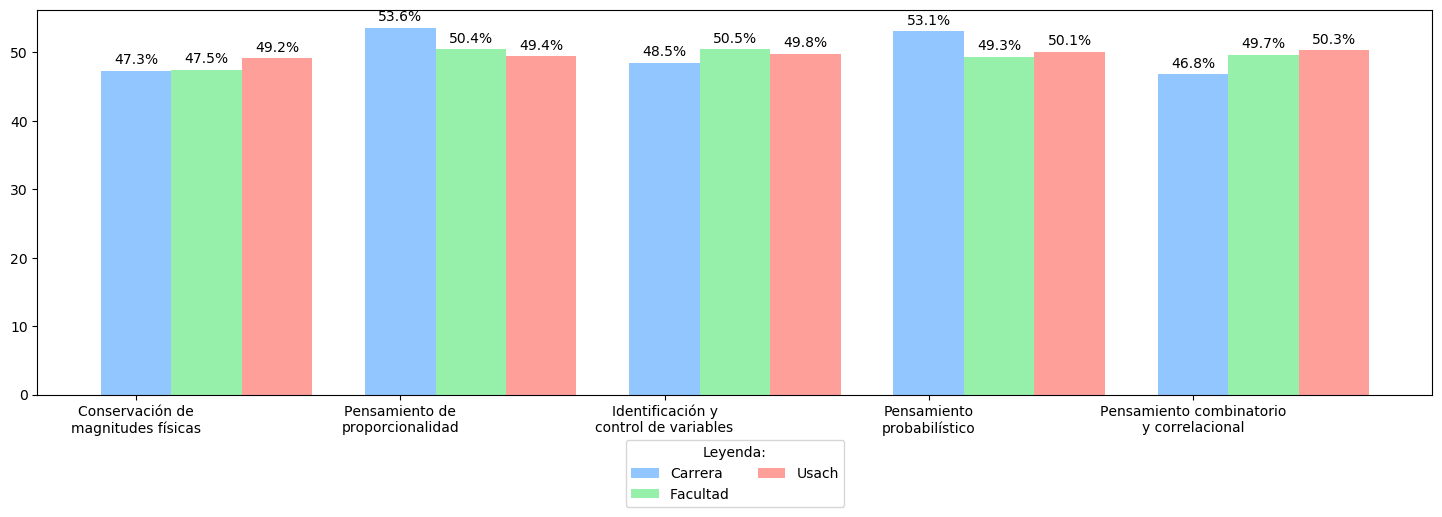 53.6%
53.1%
50.4%
50.5%
49.8%
50.1%
49.7%
50.3%
47.3%
47.5%
49.2%
49.4%
48.5%
49.3%
46.8%
50
40
30
20
10
0
Conservación de
magnitudes físicas
Pensamiento de
proporcionalidad
Identificación y
control de variables
Pensamiento
probabilístico
Pensamiento combinatorio
y correlacional
Leyenda:
Carrera
Facultad
Usach